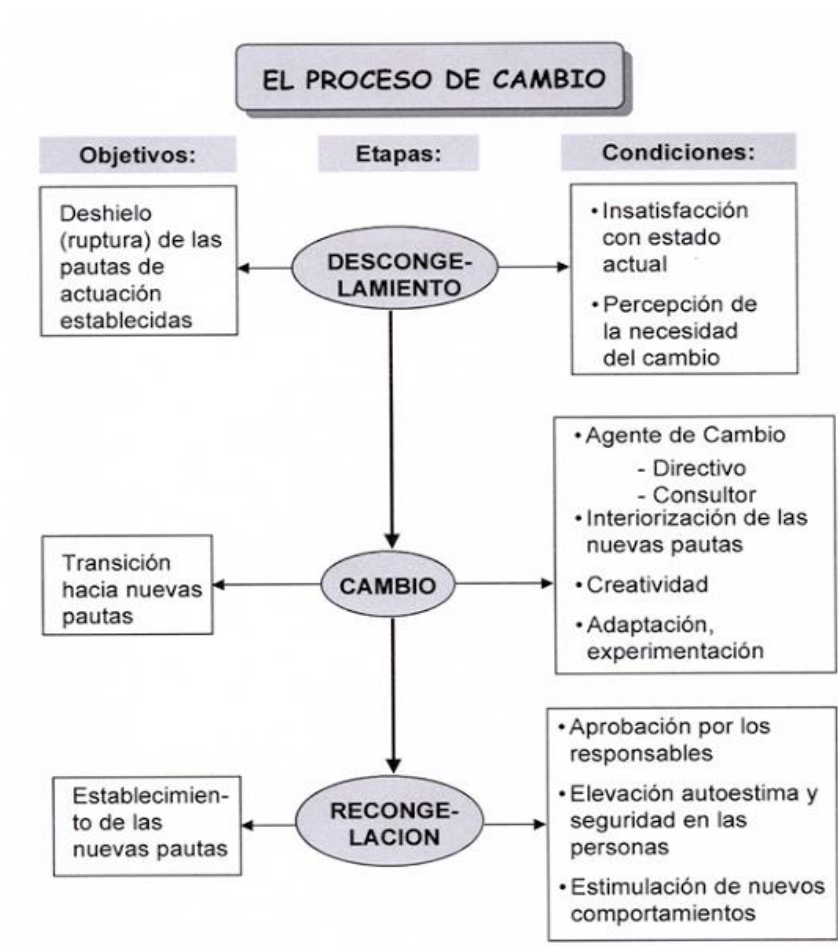 EL PROCESO DE CAMBIO
Objetivos:
Etapas:
Condiciones:
Deshielo
(ruptura) de las
pautas de
actuación
establecidas
DESCONGE-
LAMIENTO
• Insatisfacción
con estado
actual
• Percepción de
la necesidad
del cambio
Transición
hacia nuevas
pautas
CAMBIO
• Agente de Cambio
- Directivo
- Consultor
• Interiorización de las
nuevas pautas
• Creatividad
• Adaptación,
experimentación
Establecimien-
to de las
nuevas pautas
RECONGE-
LACION
• Aprobación por los
responsables
• Elevación autoestima y
seguridad en las
personas
• Estimulación de nuevos
comportamientos